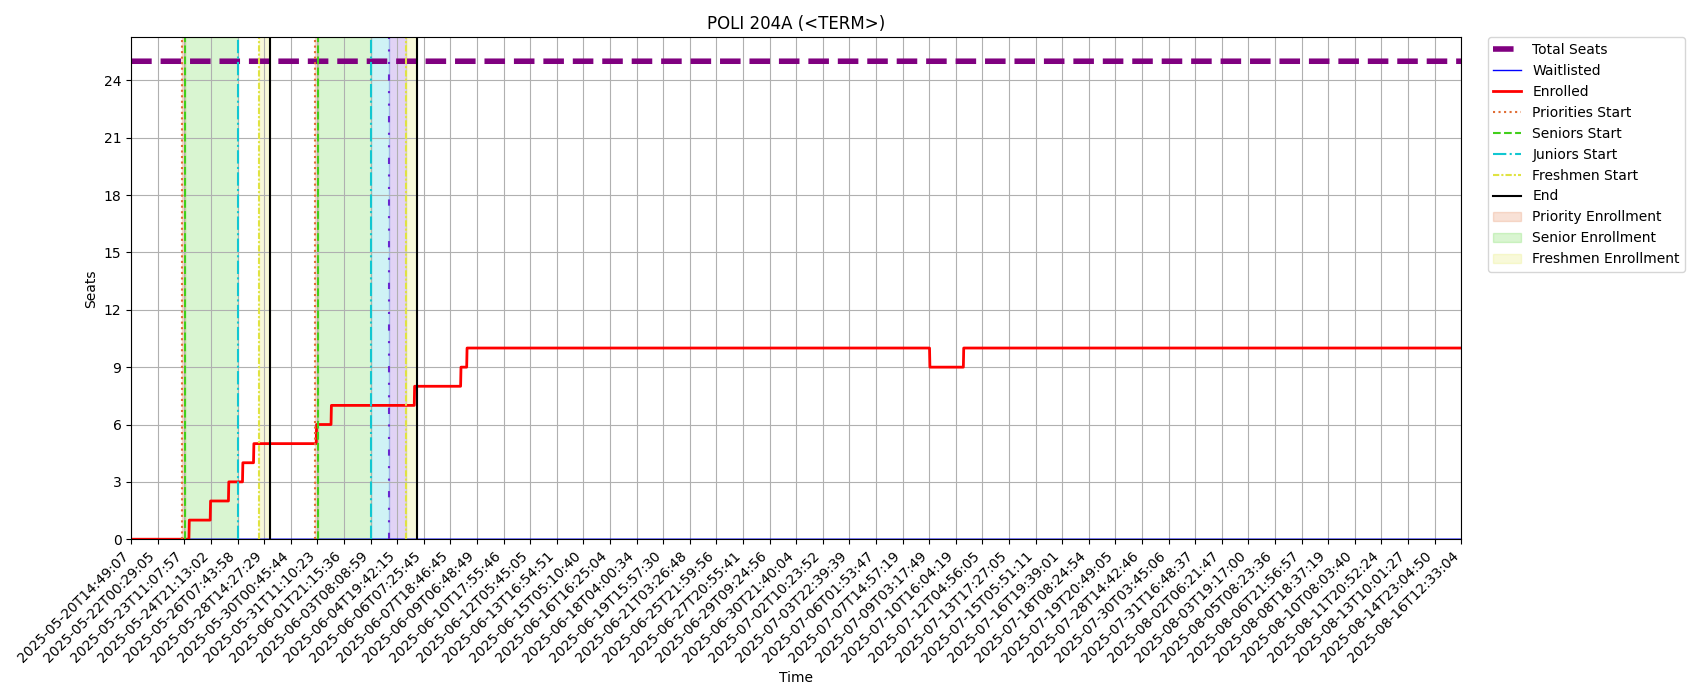 POLI 204A (<TERM>)
Total Seats
Waitlisted
Enrolled
Priorities Start
Seniors Start
Juniors Start
Freshmen Start
End
Priority Enrollment
Senior Enrollment
Freshmen Enrollment
Seats
24
21
18
15
12
9
6
3
0
2025-05-20T14:49:07
2025-05-22T00:29:05
2025-05-23T11:07:57
2025-05-24T21:13:02
2025-05-26T07:43:58
2025-05-28T14:27:29
2025-05-30T00:45:44
2025-05-31T11:10:23
2025-06-01T21:15:36
2025-06-03T08:08:59
2025-06-04T19:42:15
2025-06-06T07:25:45
2025-06-07T18:46:45
2025-06-09T06:48:49
2025-06-10T17:55:46
2025-06-12T05:45:05
2025-06-13T16:54:51
2025-06-15T05:10:40
2025-06-16T16:25:04
2025-06-18T04:00:34
2025-06-19T15:57:30
2025-06-21T03:26:48
2025-06-25T21:59:56
2025-06-27T20:55:41
2025-06-29T09:24:56
2025-06-30T21:40:04
2025-07-02T10:23:52
2025-07-03T22:39:39
2025-07-06T01:53:47
2025-07-07T14:57:19
2025-07-09T03:17:49
2025-07-10T16:04:19
2025-07-12T04:56:05
2025-07-13T17:27:05
2025-07-15T05:51:11
2025-07-16T19:39:01
2025-07-18T08:24:54
2025-07-19T20:49:05
2025-07-28T14:42:46
2025-07-30T03:45:06
2025-07-31T16:48:37
2025-08-02T06:21:47
2025-08-03T19:17:00
2025-08-05T08:23:36
2025-08-06T21:56:57
2025-08-08T18:37:19
2025-08-10T08:03:40
2025-08-11T20:52:24
2025-08-13T10:01:27
2025-08-14T23:04:50
2025-08-16T12:33:04
Time